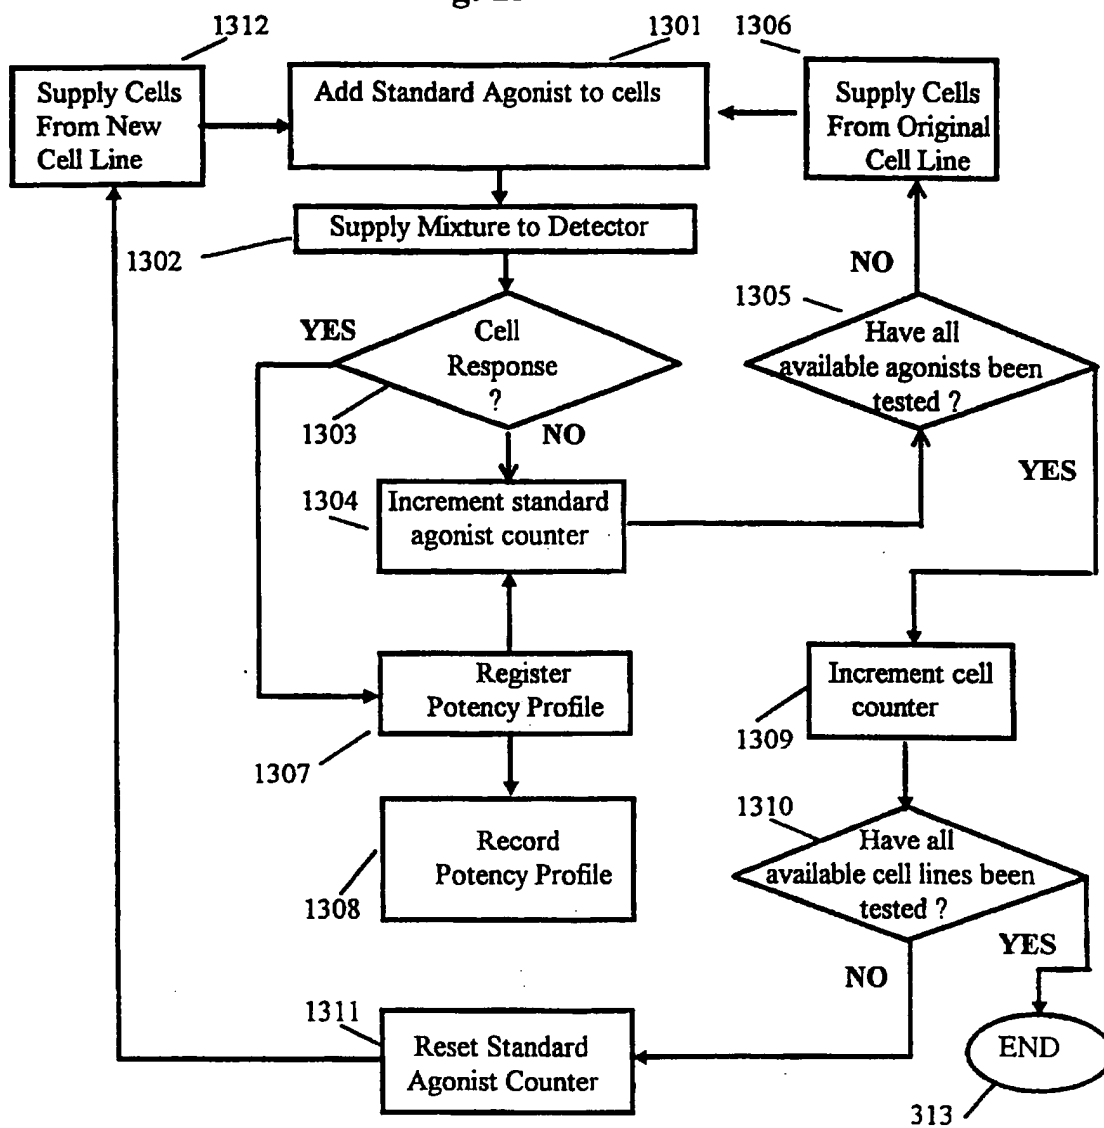 1312
1301
1306
Supply Cells
From New
Cell Line
Add Standard Agonist to cells
Supply Cells
From Original
Cell Line
Supply Mixture to Detector
1302
NO
1305
YES
Cell
Response
?
Have all
available agonists been
tested ?
1303
NO
YES
1304
Increment standard
agonist counter
Register
Potency Profile
Increment cell
counter
1307
1309
1310
Record
Potency Profile
Have all
available cell lines been
tested ?
1308
YES
NO
1311
Reset Standard
Agonist Counter
END
313